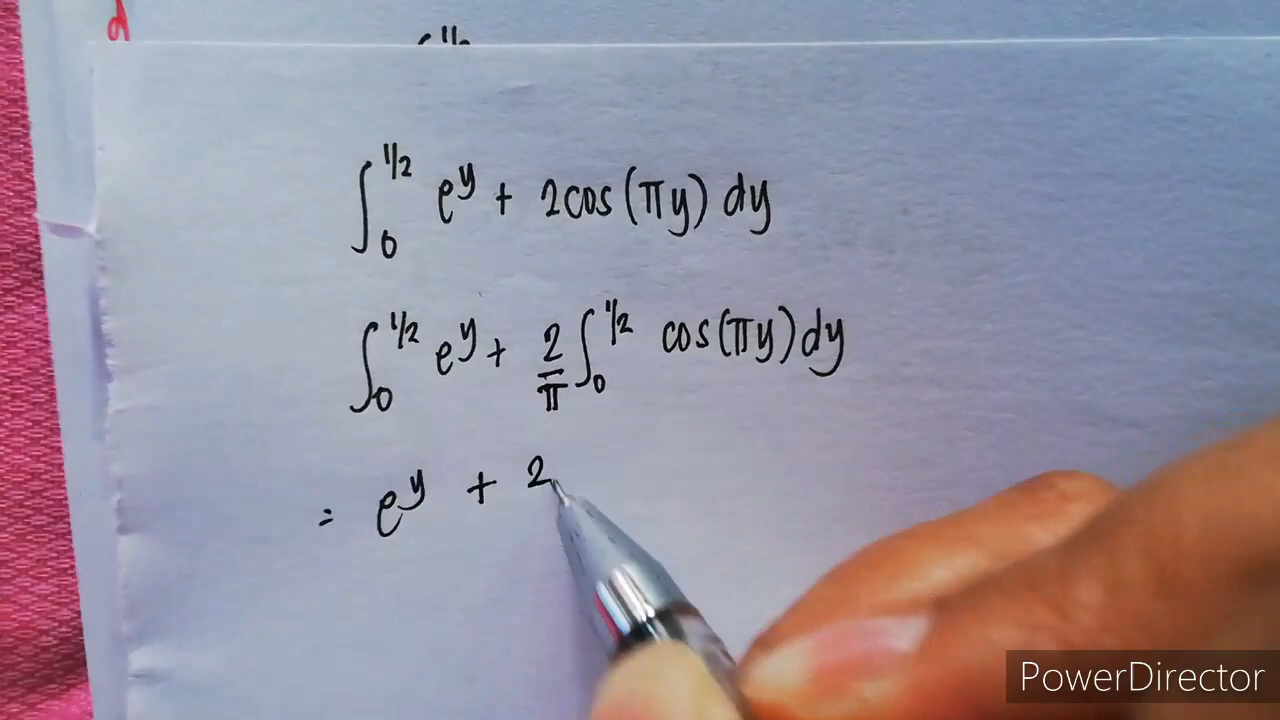 ∫₀^{1/2} e^y + 2cos(πy) dy
∫₀^{1/2} e^y + 2/π ∫₀^{1/2} cos(πy) dy
= e^y + 2
PowerDirector